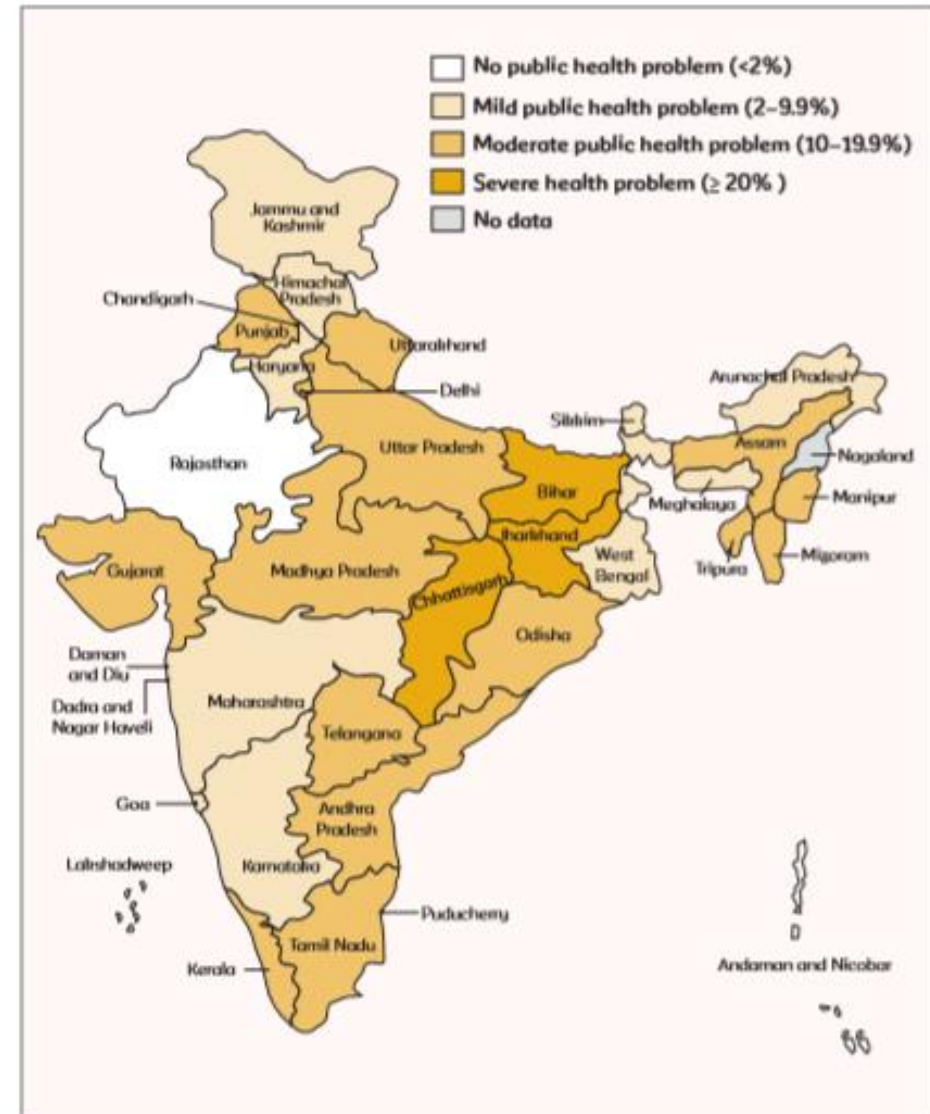 No public health problem (<2%)
Mild public health problem (2–9.9%)
Moderate public health problem (10–19.9%)
Severe health problem (≥ 20% )
No data
Jammu and
Kashmir
Himachal
Pradesh
Chandigarh
Punjab
Uttarakhand
Haryana
Delhi
Arunachal Pradesh
Sikkim
Assam
Nagaland
Rajasthan
Uttar Pradesh
Bihar
Meghalaya
Manipur
Jharkhand
West
Bengal
Tripura
Mizoram
Gujarat
Madhya Pradesh
Chhattisgarh
Odisha
Daman
and Diu
Dadra and
Nagar Haveli
Maharashtra
Telangana
Goa
Andhra
Pradesh
Lakshadweep
Karnataka
Puducherry
Tamil Nadu
Kerala
Andaman and Nicobar